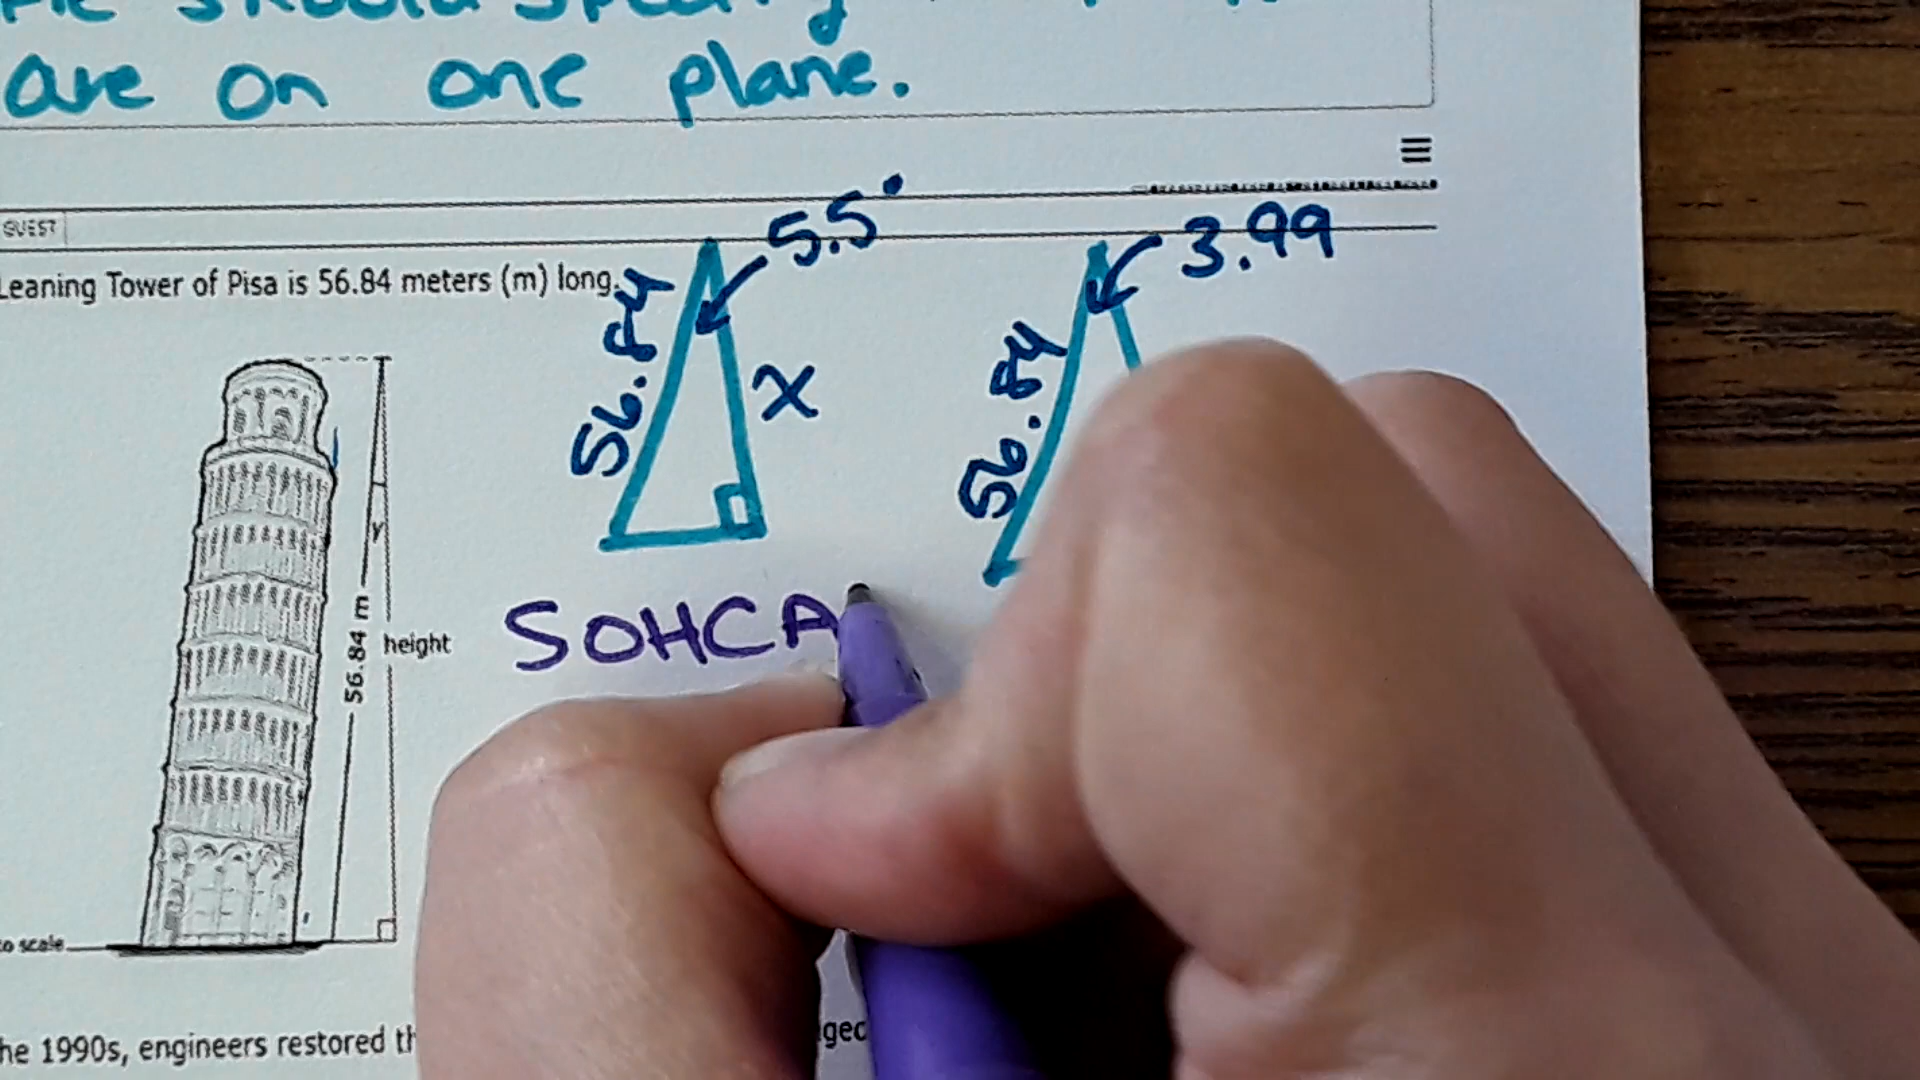 are on one plane.
GUEST
Leaning Tower of Pisa is 56.84 meters (m) long.
5.5°
3.99
56.84
x
56.84
Y
56.84 m
height
SOHCA
to scale
he 1990s, engineers restored th